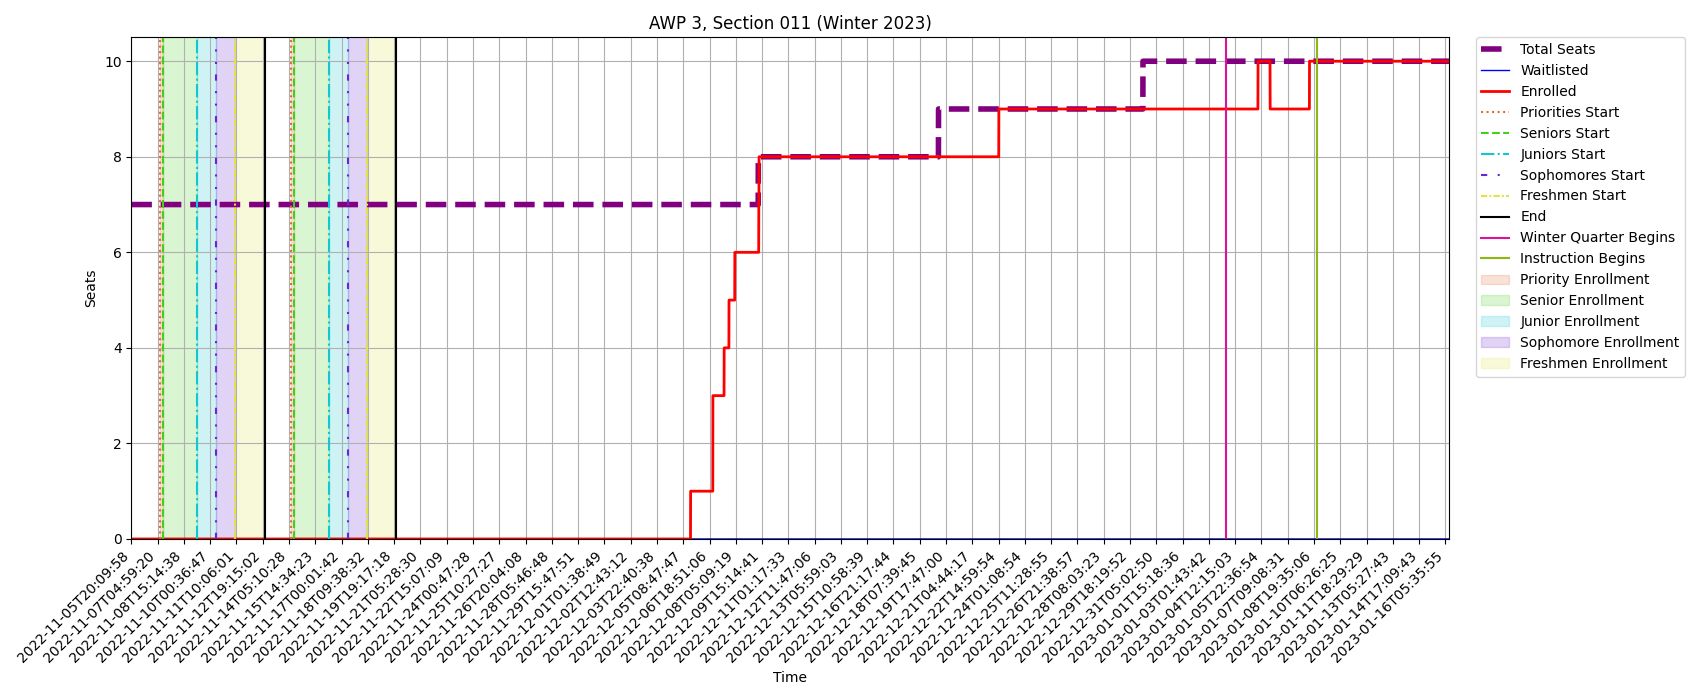 AWP 3, Section 011 (Winter 2023)
10
8
6
4
2
0
Seats
2022-11-05T20:09:58
2022-11-07T04:59:20
2022-11-08T15:14:38
2022-11-10T00:36:47
2022-11-11T10:06:01
2022-11-12T19:15:02
2022-11-14T05:10:28
2022-11-15T14:34:23
2022-11-17T00:01:42
2022-11-18T09:38:32
2022-11-19T19:17:18
2022-11-21T05:28:30
2022-11-22T15:07:09
2022-11-24T00:47:28
2022-11-25T10:27:27
2022-11-26T20:04:08
2022-11-28T05:46:48
2022-11-29T15:47:51
2022-12-01T01:38:49
2022-12-02T12:43:12
2022-12-03T22:40:38
2022-12-05T08:47:47
2022-12-06T18:51:06
2022-12-08T05:09:19
2022-12-09T15:14:41
2022-12-11T01:17:33
2022-12-12T11:47:06
2022-12-13T15:59:03
2022-12-15T10:58:39
2022-12-16T21:17:44
2022-12-18T07:39:45
2022-12-19T17:47:00
2022-12-21T04:44:17
2022-12-22T14:59:54
2022-12-24T01:08:54
2022-12-25T11:28:55
2022-12-26T21:38:57
2022-12-28T08:03:23
2022-12-29T18:19:52
2022-12-31T05:02:50
2023-01-01T15:18:36
2023-01-03T01:43:42
2023-01-04T12:15:03
2023-01-05T22:36:54
2023-01-07T09:08:31
2023-01-08T19:35:06
2023-01-10T06:26:25
2023-01-11T18:29:29
2023-01-13T05:27:43
2023-01-14T17:09:43
2023-01-16T05:35:55
Time
Total Seats
Waitlisted
Enrolled
Priorities Start
Seniors Start
Juniors Start
Sophomores Start
Freshmen Start
End
Winter Quarter Begins
Instruction Begins
Priority Enrollment
Senior Enrollment
Junior Enrollment
Sophomore Enrollment
Freshmen Enrollment